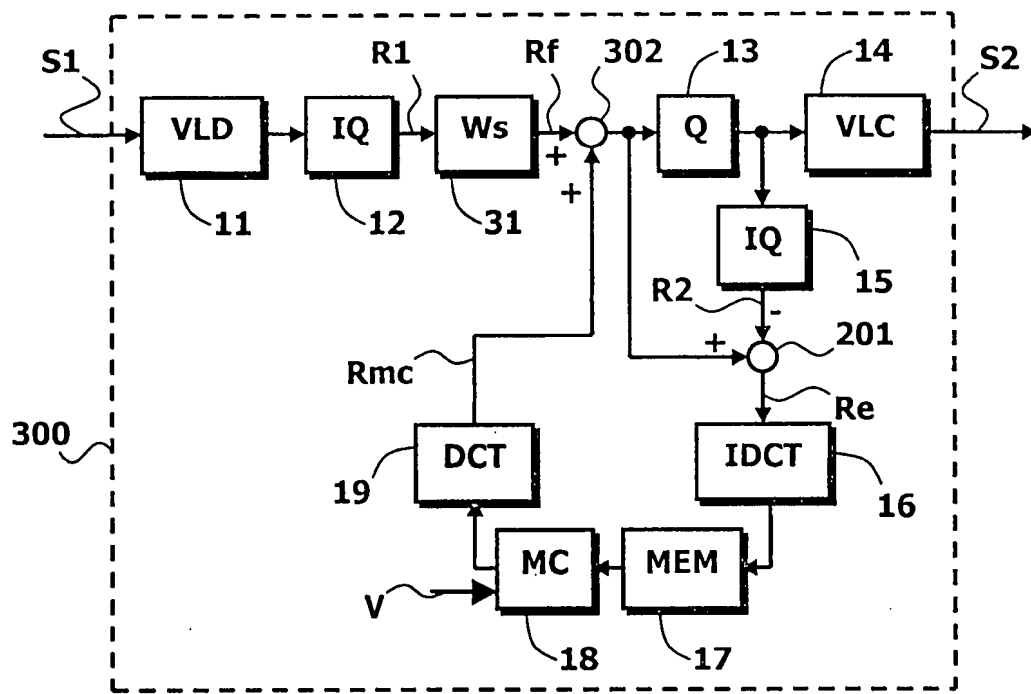 S1
R1
Rf
302
13
14
S2
VLD
IQ
Ws
+
+
Q
VLC
11
12
31
IQ
15
R2
-
+
201
Rmc
Re
300
DCT
IDCT
19
16
MC
MEM
V
18
17